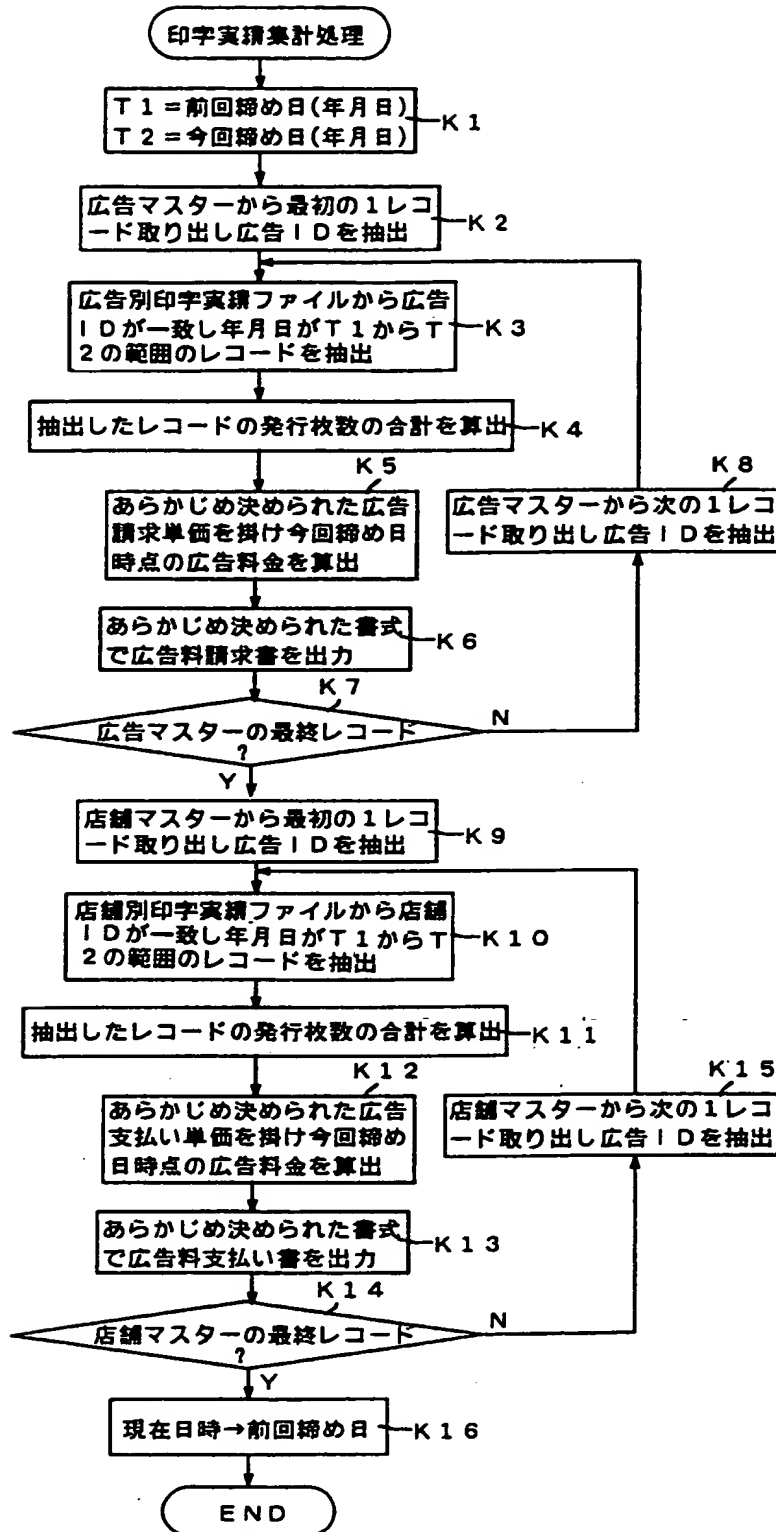 印字実績集計処理
T1=前回締め日(年月日)
T2=今回締め日(年月日)
K1
広告マスターから最初の1レコ
ード取り出し広告IDを抽出
K2
広告別印字実績ファイルから広告
IDが一致し年月日がT1からT
2の範囲のレコードを抽出
K3
抽出したレコードの発行枚数の合計を算出
K4
K5
あらかじめ決められた広告
請求単価を掛け今回締め日
時点の広告料金を算出
K8
広告マスターから次の1レコ
ード取り出し広告IDを抽出
あらかじめ決められた書式
で広告料請求書を出力
K6
K7
広告マスターの最終レコード
?
N
Y
店舗マスターから最初の1レコ
ード取り出し広告IDを抽出
K9
店舗別印字実績ファイルから店舗
IDが一致し年月日がT1からT
2の範囲のレコードを抽出
K10
抽出したレコードの発行枚数の合計を算出
K11
K12
あらかじめ決められた広告
支払い単価を掛け今回締め
日時点の広告料金を算出
K15
店舗マスターから次の1レコ
ード取り出し広告IDを抽出
あらかじめ決められた書式
で広告料支払い書を出力
K13
K14
店舗マスターの最終レコード
?
N
Y
現在日時→前回締め日
K16
END